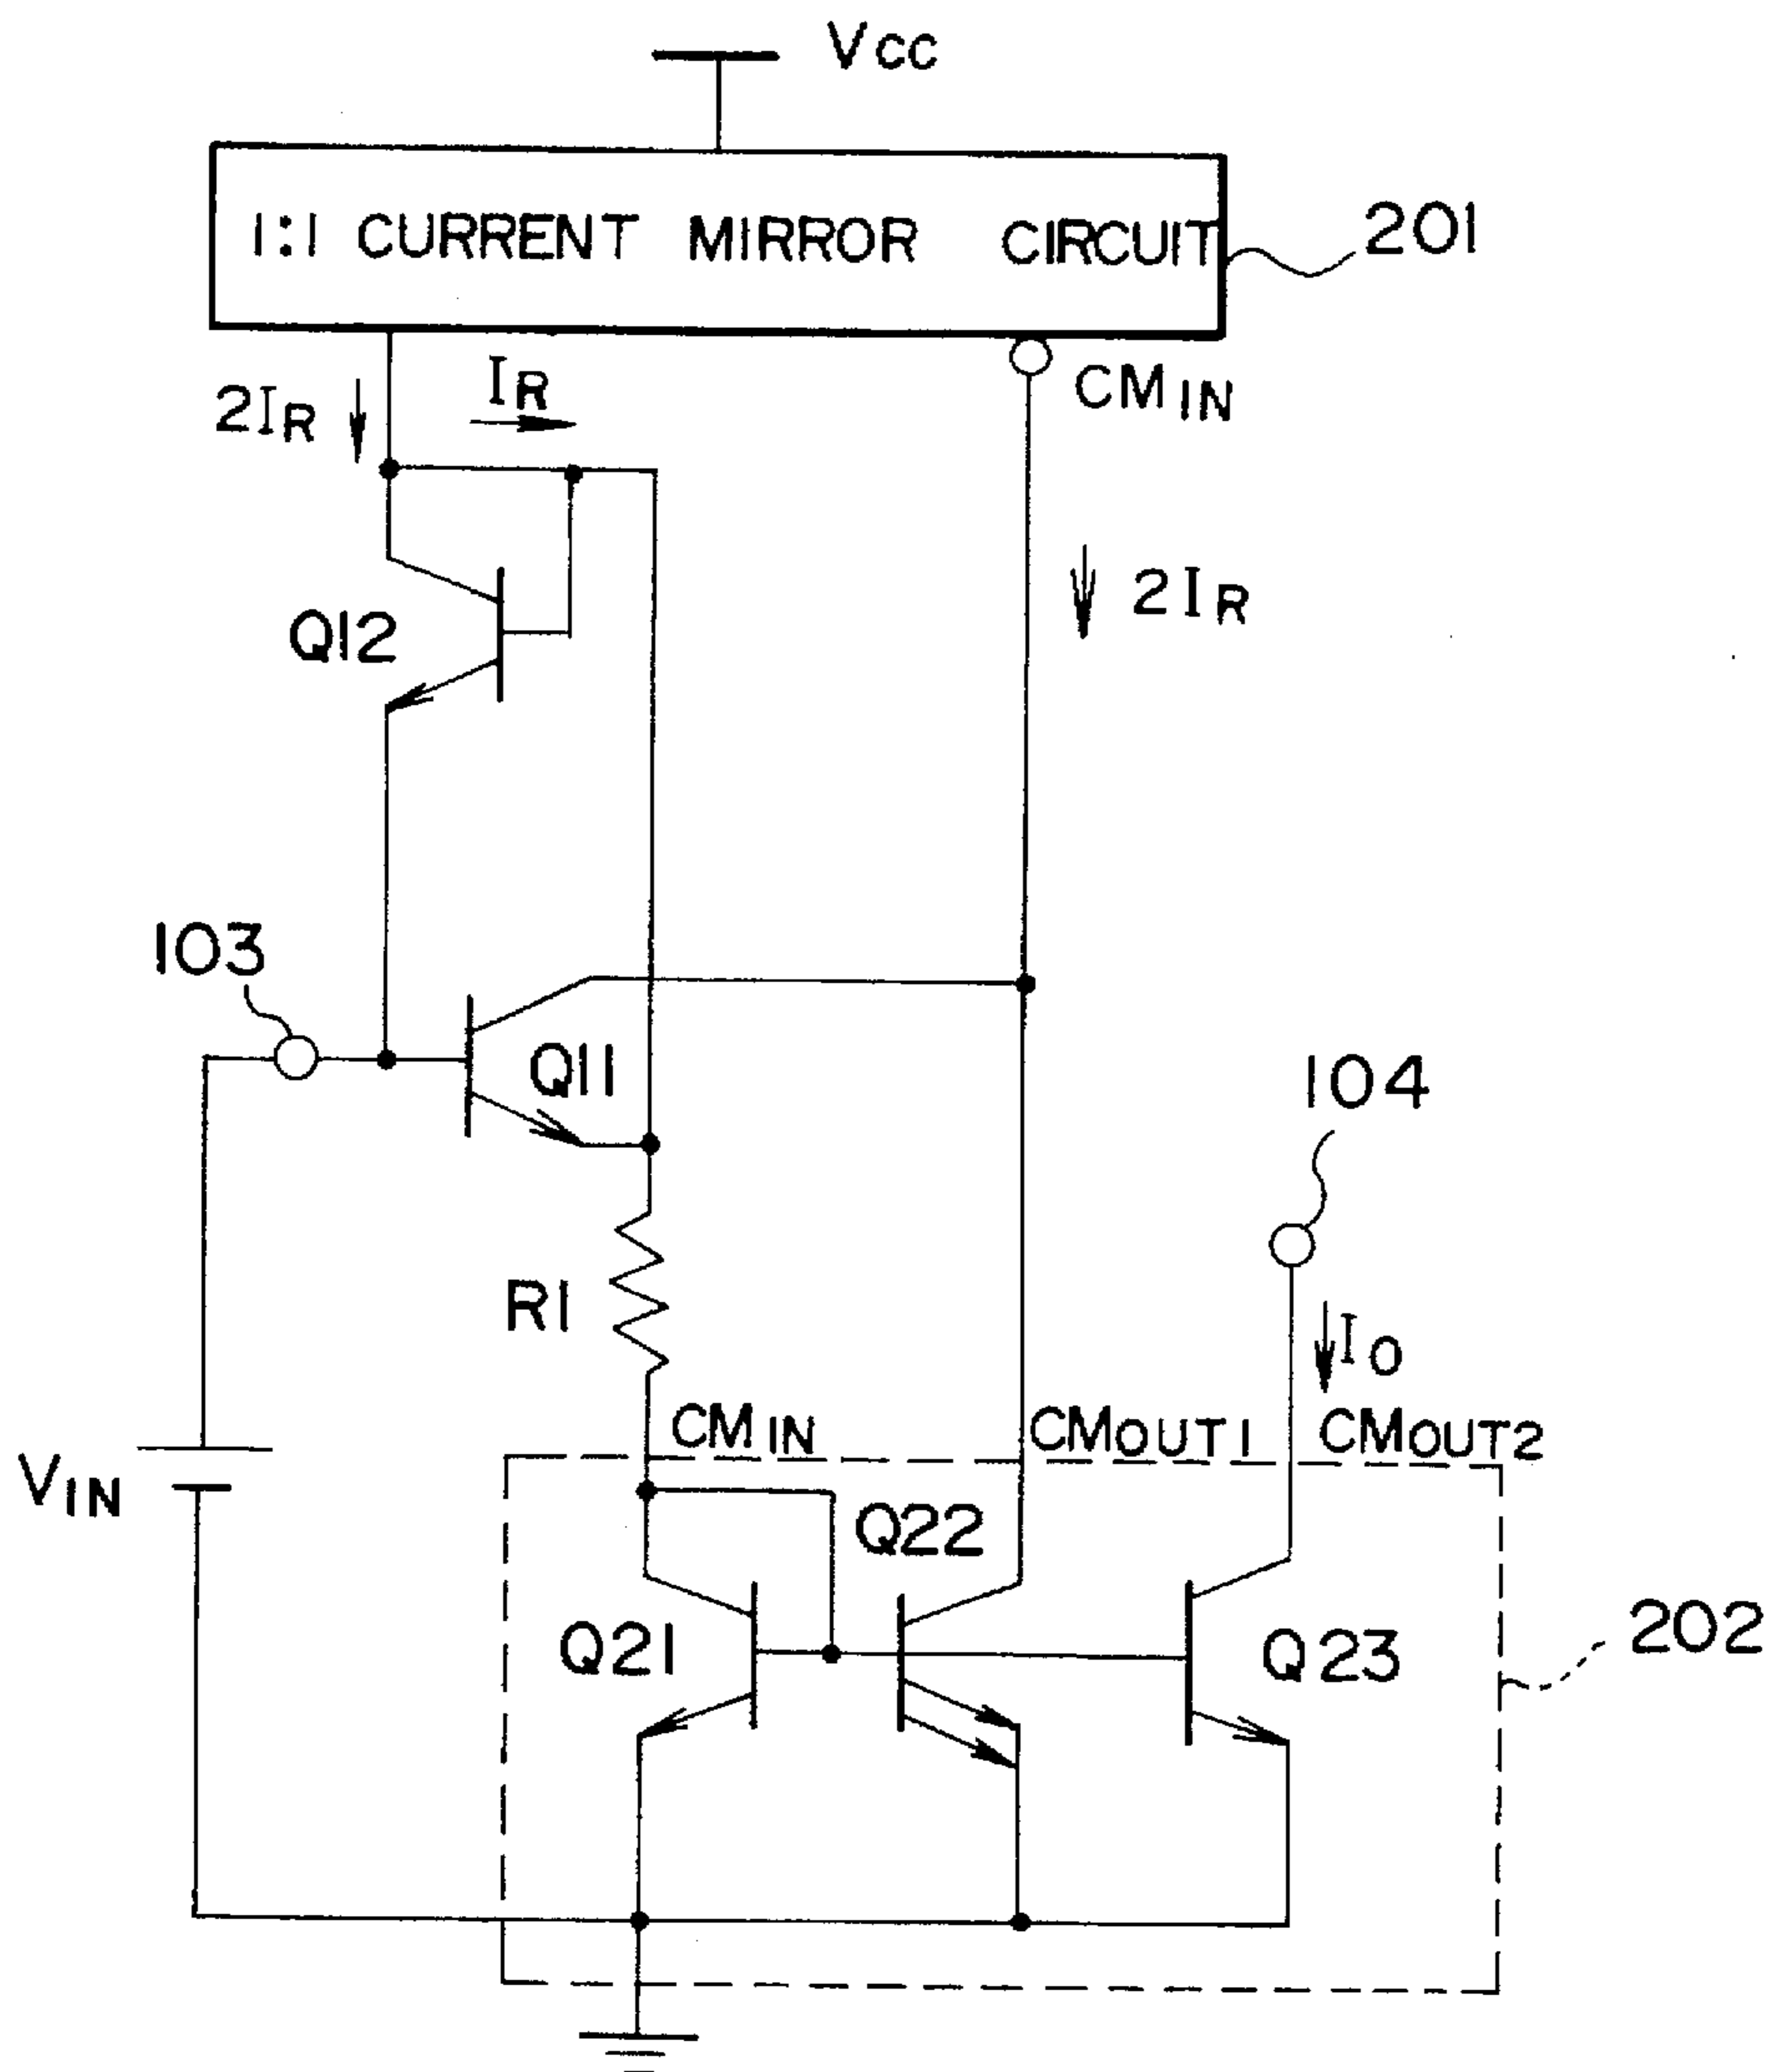 Vcc
1:1 CURRENT MIRROR CIRCUIT
201
2IR
IR
CMIN
2IR
Q12
103
Q11
104
R1
IO
CMIN
CMOUT1
CMOUT2
VIN
Q22
Q21
Q23
202